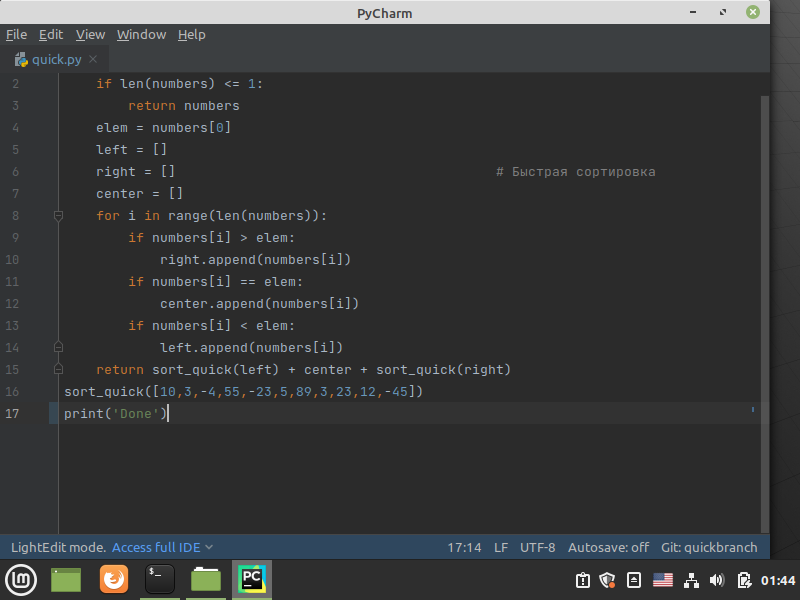 PyCharm
File Edit View Window Help
quick.py
2 if len(numbers) <= 1:
3 return numbers
4 elem = numbers[0]
5 left = []
6 right = [] # Быстрая сортировка
7 center = []
8 for i in range(len(numbers)):
9 if numbers[i] > elem:
10 right.append(numbers[i])
11 if numbers[i] == elem:
12 center.append(numbers[i])
13 if numbers[i] < elem:
14 left.append(numbers[i])
15 return sort_quick(left) + center + sort_quick(right)
16 sort_quick([10,3,-4,55,-23,5,89,3,23,12,-45])
17 print('Done')
LightEdit mode. Access full IDE 17:14 LF UTF-8 Autosave: off Git: quickbranch
lm $_ PC 01:44